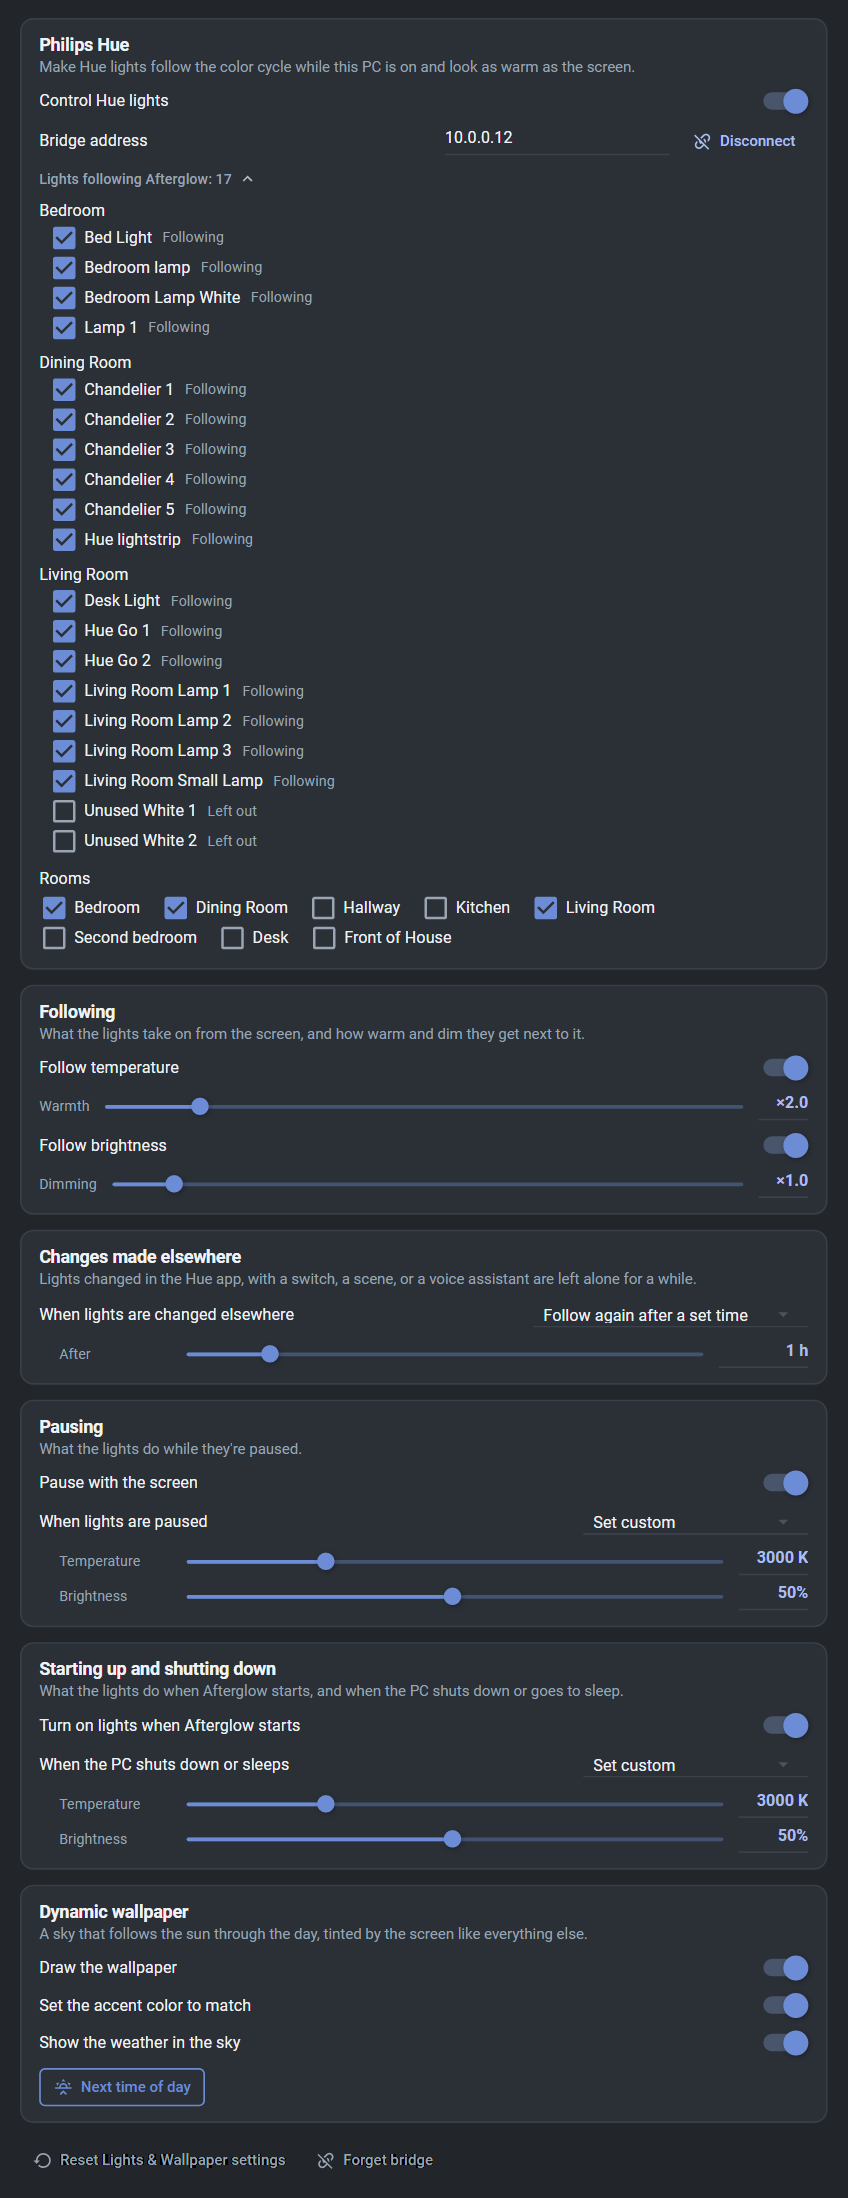 Philips Hue
Make Hue lights follow the color cycle while this PC is on and look as warm as the screen.
Control Hue lights
Bridge address 10.0.0.12 Disconnect
Lights following Afterglow: 17
Bedroom
Bed Light Following
Bedroom lamp Following
Bedroom Lamp White Following
Lamp 1 Following
Dining Room
Chandelier 1 Following
Chandelier 2 Following
Chandelier 3 Following
Chandelier 4 Following
Chandelier 5 Following
Hue lightstrip Following
Living Room
Desk Light Following
Hue Go 1 Following
Hue Go 2 Following
Living Room Lamp 1 Following
Living Room Lamp 2 Following
Living Room Lamp 3 Following
Living Room Small Lamp Following
Unused White 1 Left out
Unused White 2 Left out
Rooms
Bedroom Dining Room Hallway Kitchen Living Room
Second bedroom Desk Front of House
Following
What the lights take on from the screen, and how warm and dim they get next to it.
Follow temperature
Warmth ×2.0
Follow brightness
Dimming ×1.0
Changes made elsewhere
Lights changed in the Hue app, with a switch, a scene, or a voice assistant are left alone for a while.
When lights are changed elsewhere Follow again after a set time
After 1 h
Pausing
What the lights do while they're paused.
Pause with the screen
When lights are paused Set custom
Temperature 3000 K
Brightness 50%
Starting up and shutting down
What the lights do when Afterglow starts, and when the PC shuts down or goes to sleep.
Turn on lights when Afterglow starts
When the PC shuts down or sleeps Set custom
Temperature 3000 K
Brightness 50%
Dynamic wallpaper
A sky that follows the sun through the day, tinted by the screen like everything else.
Draw the wallpaper
Set the accent color to match
Show the weather in the sky
Next time of day
Reset Lights & Wallpaper settings Forget bridge